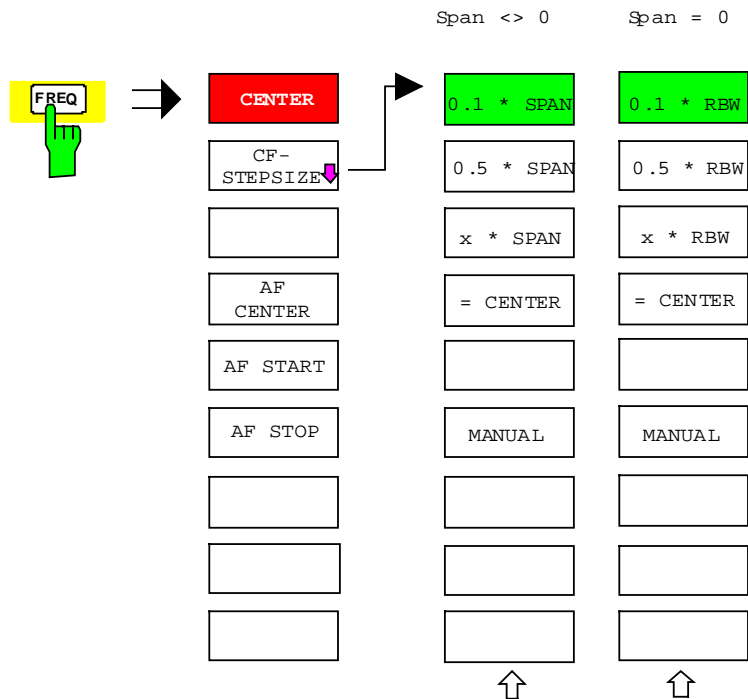 Span <> 0
Span = 0
FREQ
CENTER
CF-
STEPSIZE
AF
CENTER
AF START
AF STOP
0.1 * SPAN
0.5 * SPAN
x * SPAN
= CENTER
MANUAL
0.1 * RBW
0.5 * RBW
x * RBW
= CENTER
MANUAL